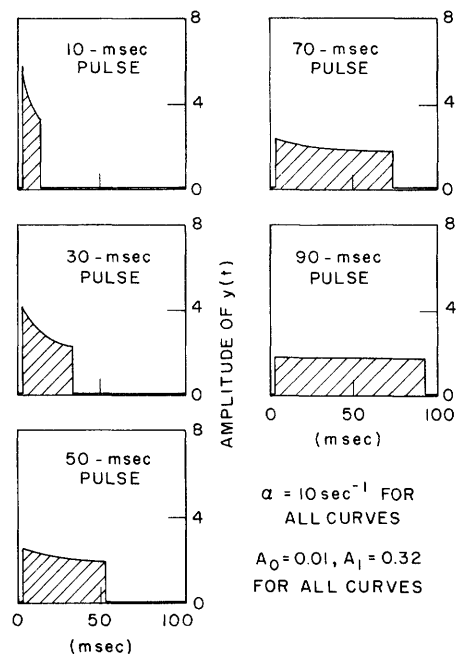 10-msec
PULSE
8
4
0
30-msec
PULSE
8
4
0
50-msec
PULSE
8
4
0
0 50 100
(msec)
AMPLITUDE OF y(t)
70-msec
PULSE
8
4
0
90-msec
PULSE
8
4
0
0 50 100
(msec)
α = 10 sec⁻¹ FOR
ALL CURVES
A₀=0.01, A₁=0.32
FOR ALL CURVES